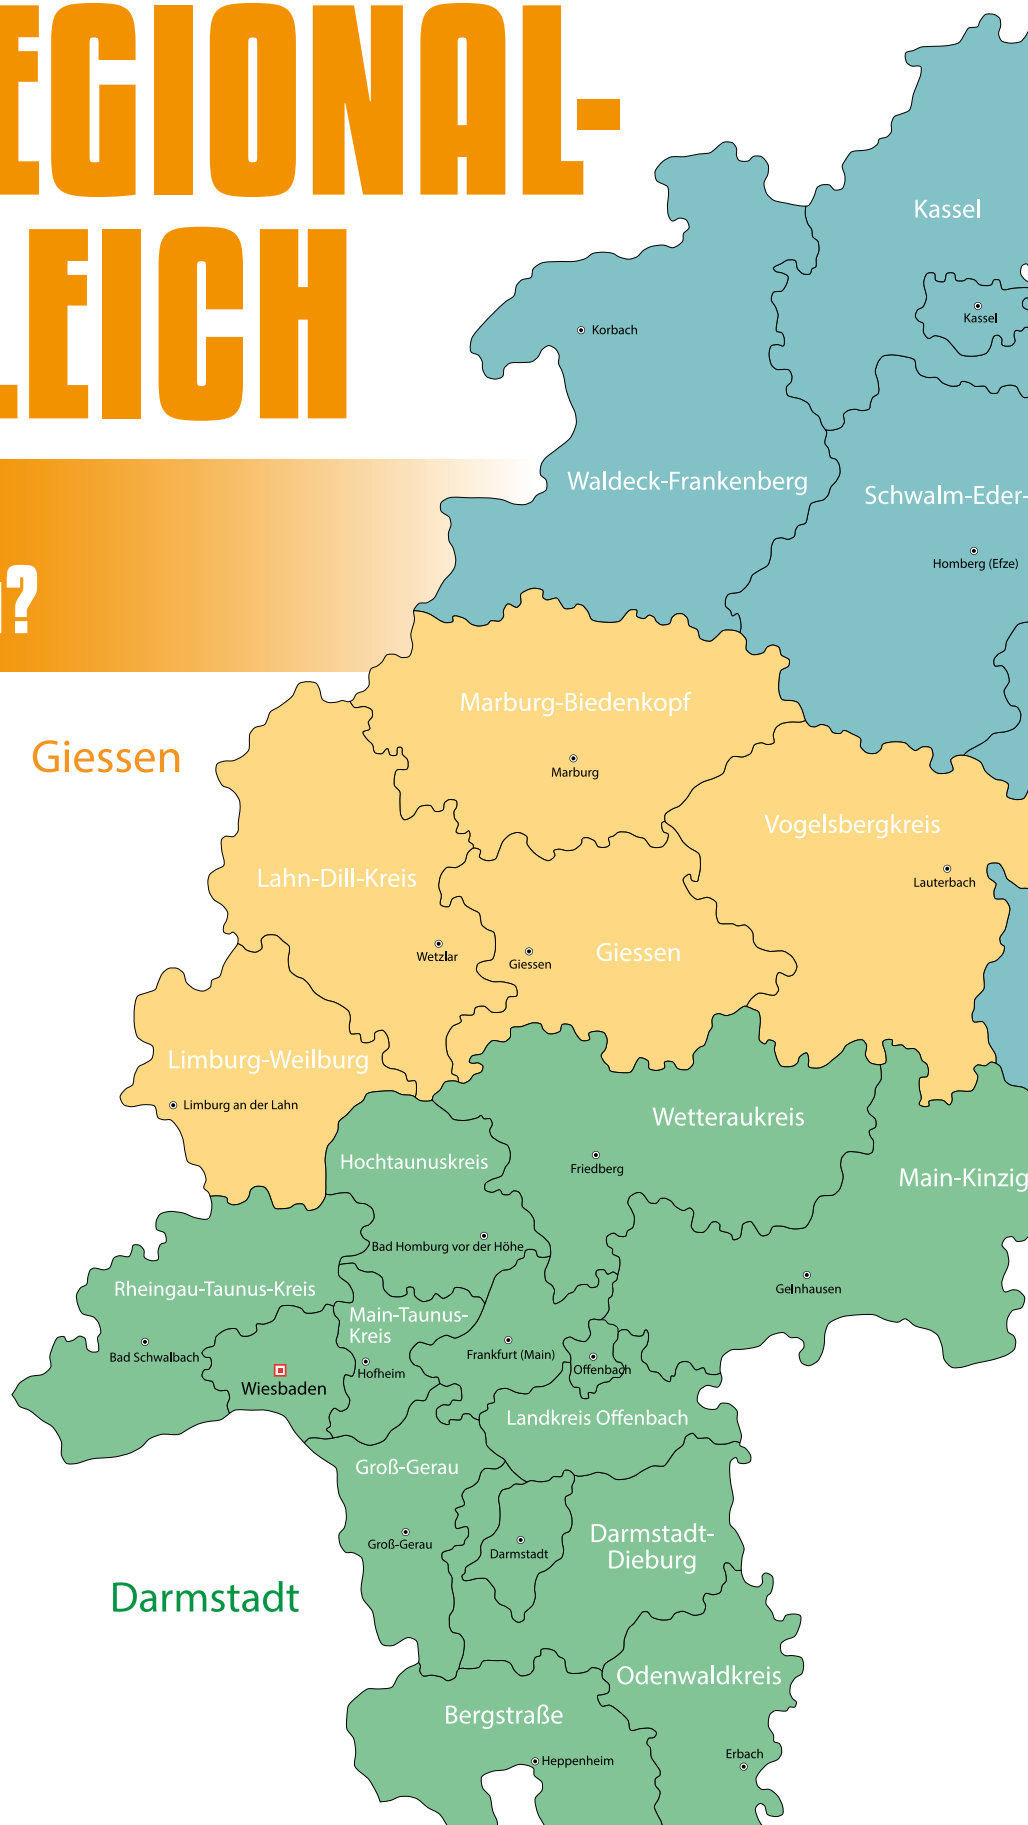 EGIONAL-
LEICH
?
Kassel
Kassel
Korbach
Waldeck-Frankenberg
Schwalm-Eder-
Homberg (Efze)
Marburg-Biedenkopf
Giessen
Marburg
Vogelsbergkreis
Lahn-Dill-Kreis
Lauterbach
Wetzlar
Giessen
Giessen
Limburg-Weilburg
Limburg an der Lahn
Wetteraukreis
Hochtaunuskreis
Friedberg
Main-Kinzig
Bad Homburg vor der Höhe
Rheingau-Taunus-Kreis
Gelnhausen
Main-Taunus-
Kreis
Bad Schwalbach
Frankfurt (Main)
Hofheim
Offenbach
Wiesbaden
Landkreis Offenbach
Groß-Gerau
Groß-Gerau
Darmstadt
Darmstadt-
Dieburg
Darmstadt
Odenwaldkreis
Bergstraße
Heppenheim
Erbach